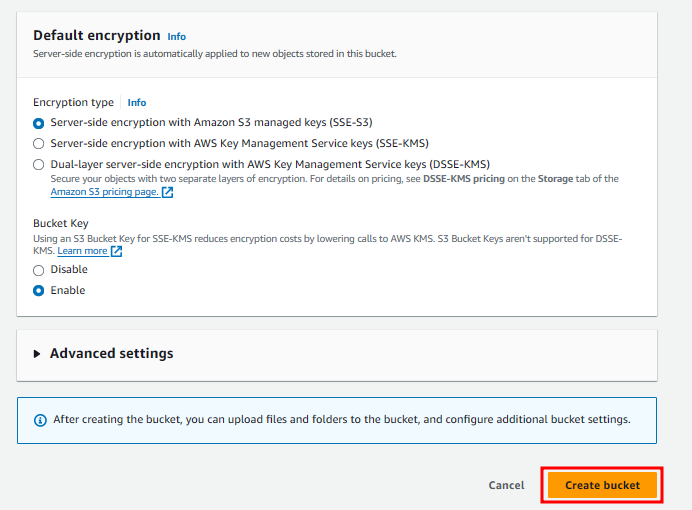 Default encryption Info
Server-side encryption is automatically applied to new objects stored in this bucket.
Encryption type Info
Server-side encryption with Amazon S3 managed keys (SSE-S3)
Server-side encryption with AWS Key Management Service keys (SSE-KMS)
Dual-layer server-side encryption with AWS Key Management Service keys (DSSE-KMS)
Secure your objects with two separate layers of encryption. For details on pricing, see DSSE-KMS pricing on the Storage tab of the
Amazon S3 pricing page.
Bucket Key
Using an S3 Bucket Key for SSE-KMS reduces encryption costs by lowering calls to AWS KMS. S3 Bucket Keys aren't supported for DSSE-
KMS. Learn more
Disable
Enable
Advanced settings
After creating the bucket, you can upload files and folders to the bucket, and configure additional bucket settings.
Cancel Create bucket